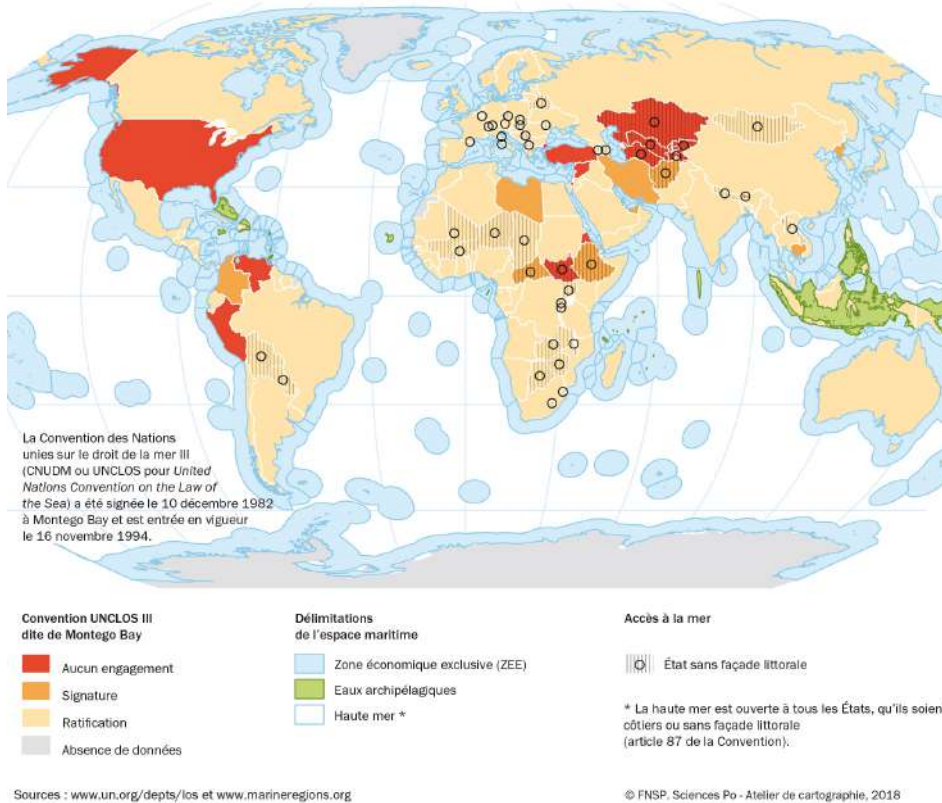 La Convention des Nations
unies sur le droit de la mer III
(CNUDM ou UNCLOS pour United
Nations Convention on the Law of
the Sea) a été signée le 10 décembre 1982
à Montego Bay et est entrée en vigueur
le 16 novembre 1994.
Convention UNCLOS III
dite de Montego Bay
Aucun engagement
Signature
Ratification
Absence de données
Délimitations
de l'espace maritime
Zone économique exclusive (ZEE)
Eaux archipélagiques
Haute mer *
Accès à la mer
État sans façade littorale
* La haute mer est ouverte à tous les États, qu'ils soien
côtiers ou sans façade littorale
(article 87 de la Convention).
Sources : www.un.org/depts/los et www.marineregions.org
© FNSP. Sciences Po - Atelier de cartographie, 2018